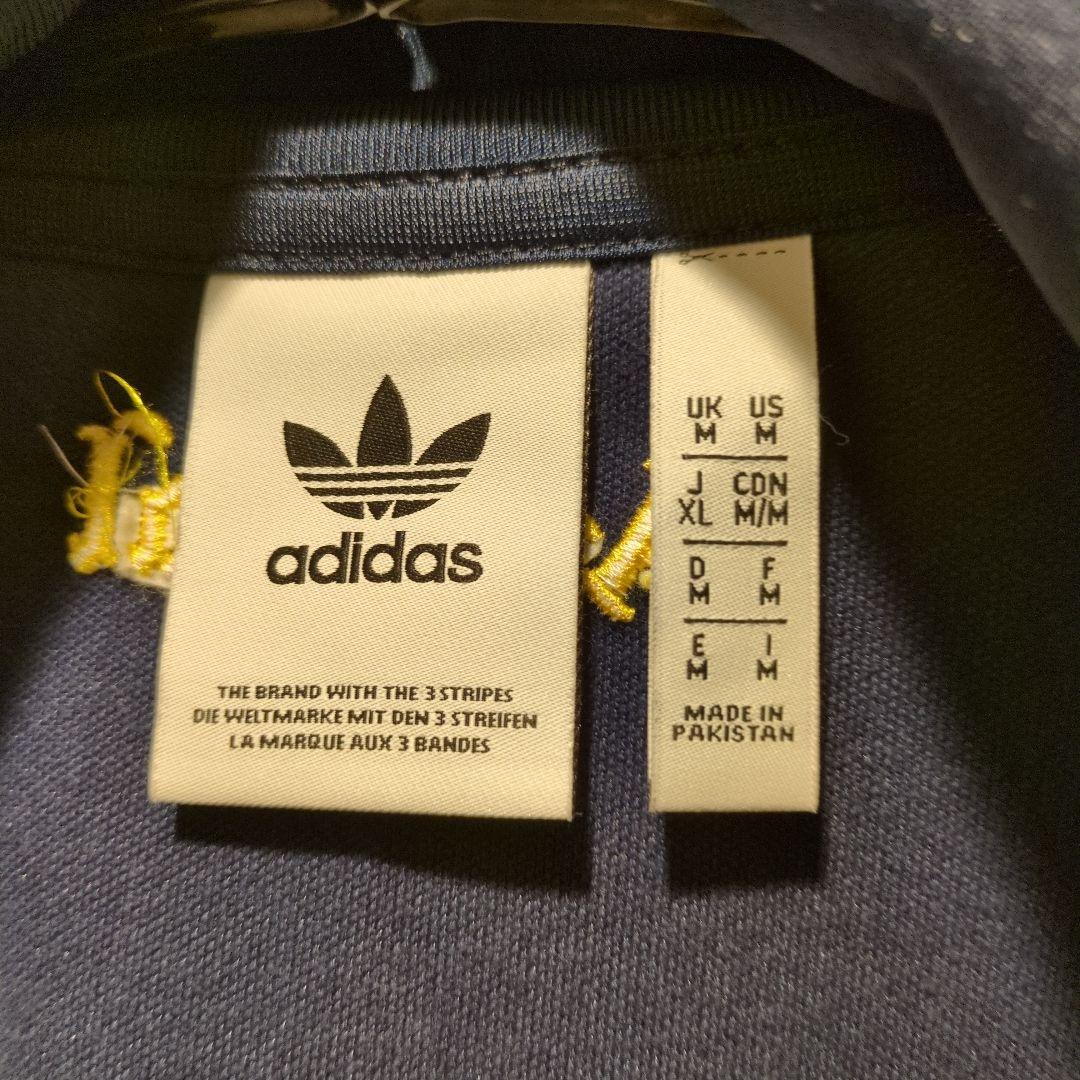 adidas
THE BRAND WITH THE 3 STRIPES
DIE WELTMARKE MIT DEN 3 STREIFEN
LA MARQUE AUX 3 BANDES
UK US
M M
J CDN
XL M/M
D F
M M
E I
M M
MADE IN
PAKISTAN